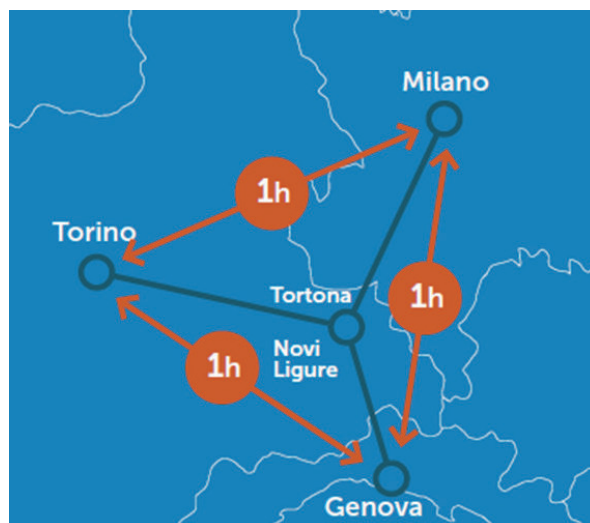 Milano
1h
Torino
Tortona
1h
Novi
Ligure
1h
Genova